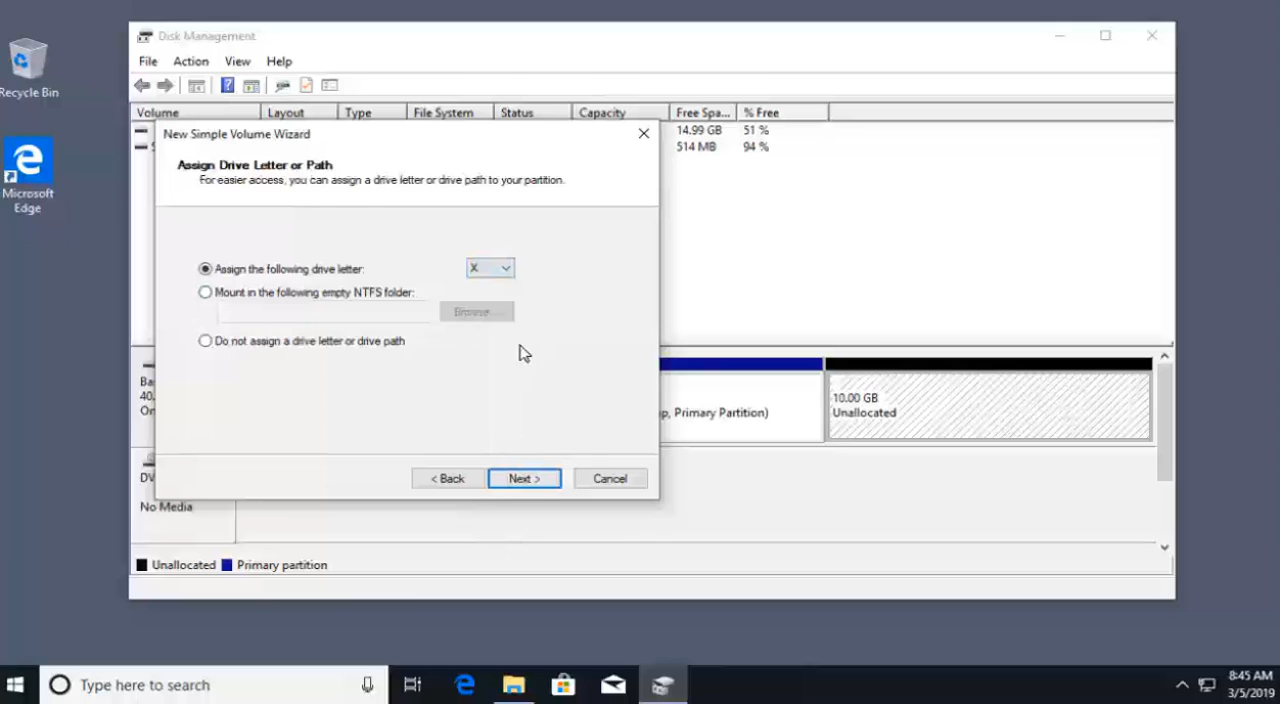 Recycle Bin
Microsoft
Edge
Disk Management
File Action View Help
Volume Layout Type File System Status Capacity Free Spa... % Free
14.99 GB 51 %
514 MB 94 %
New Simple Volume Wizard
Assign Drive Letter or Path
For easier access, you can assign a drive letter or drive path to your partition.
Assign the following drive letter: X
Mount in the following empty NTFS folder:
Browse...
Do not assign a drive letter or drive path
< Back Next > Cancel
Ba
40.
On
p, Primary Partition)
10.00 GB
Unallocated
DV
No Media
Unallocated Primary partition
Type here to search
8:45 AM
3/5/2019